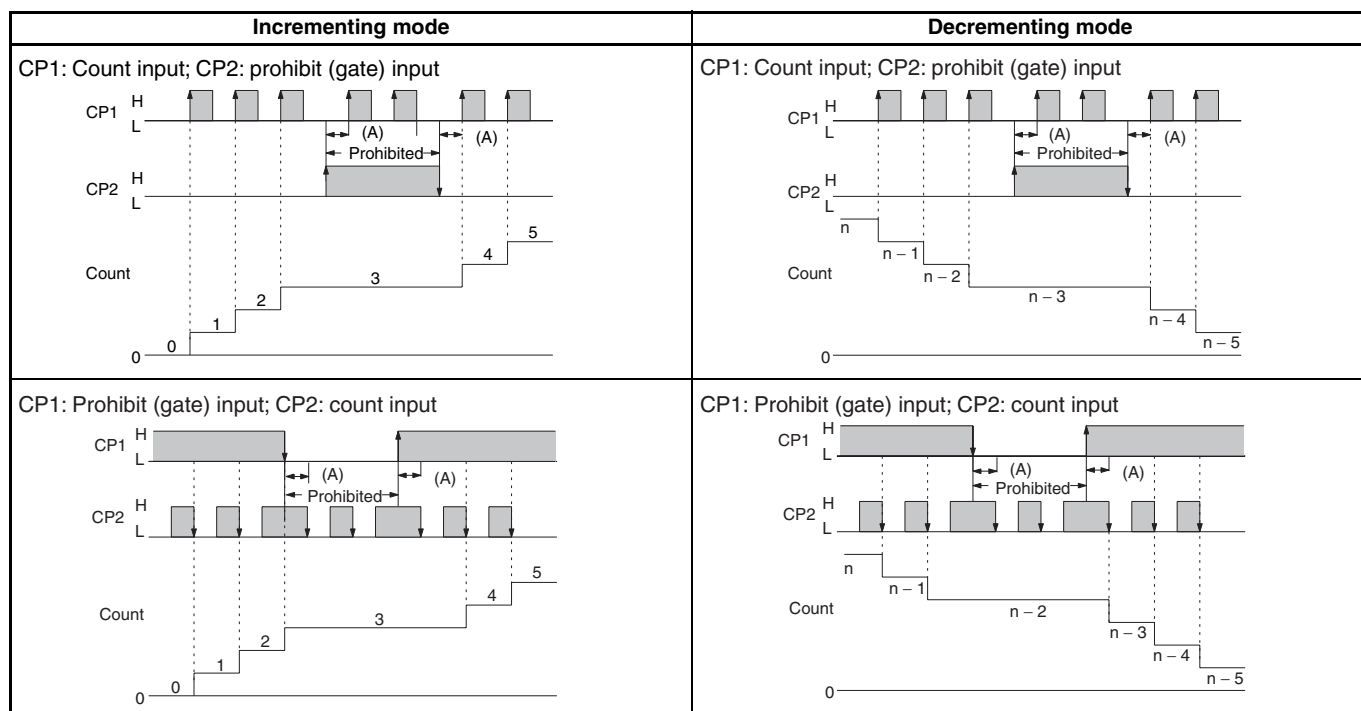 Incrementing mode
Decrementing mode
CP1: Count input; CP2: prohibit (gate) input
CP1 H
L
(A)
(A)
Prohibited
CP2 H
L
Count
0
0
1
2
3
4
5
CP1: Count input; CP2: prohibit (gate) input
CP1 H
L
(A)
(A)
Prohibited
CP2 H
L
Count
n
n – 1
n – 2
n – 3
n – 4
n – 5
0
CP1: Prohibit (gate) input; CP2: count input
CP1 H
L
(A)
(A)
Prohibited
CP2 H
L
Count
0
0
1
2
3
4
5
CP1: Prohibit (gate) input; CP2: count input
CP1 H
L
(A)
(A)
Prohibited
CP2 H
L
Count
n
n – 1
n – 2
n – 3
n – 4
n – 5
0